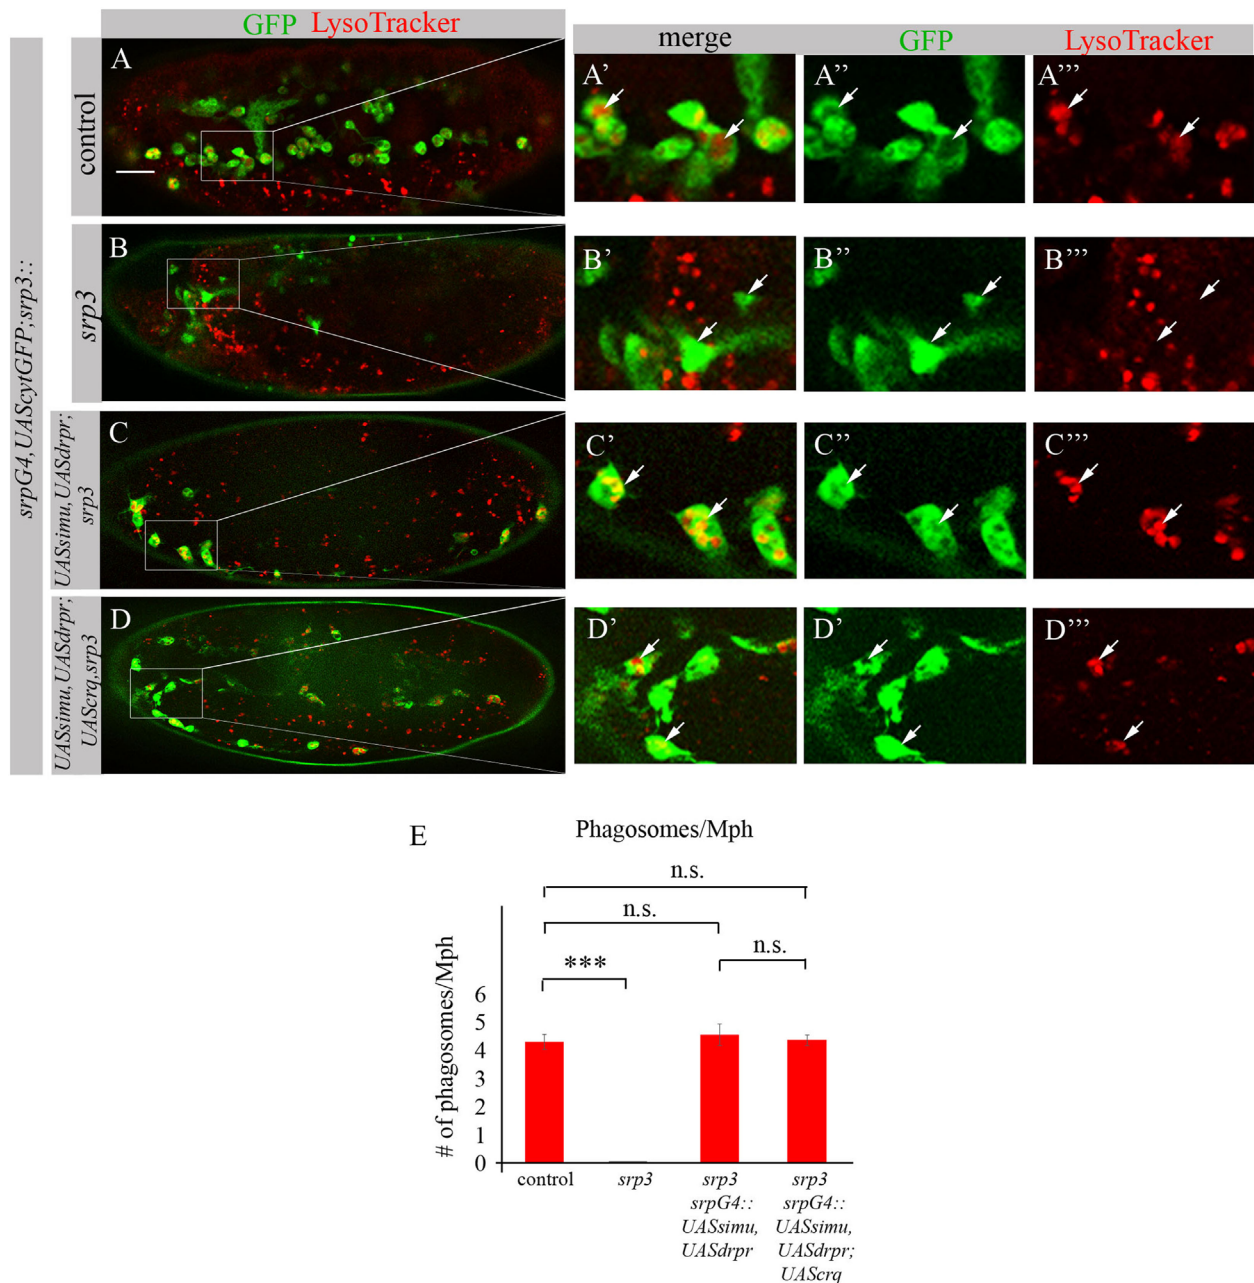 GFP LysoTracker
merge
GFP
LysoTracker
srpG4,UAScytGFP;srp3::
control
A
A’
A’’
A’’’
srp3
B
B’
B’’
B’’’
UASsimu, UASdrpr;
srp3
C
C’
C’’
C’’’
UASsimu, UASdrpr;
UAScrq,srp3
D
D’
D’
D’’’
E
Phagosomes/Mph
n.s.
n.s.
n.s.
***
# of phagosomes/Mph
6
5
4
3
2
1
0
control
srp3
srp3
srpG4::
UASsimu,
UASdrpr
srp3
srpG4::
UASsimu,
UASdrpr;
UAScrq